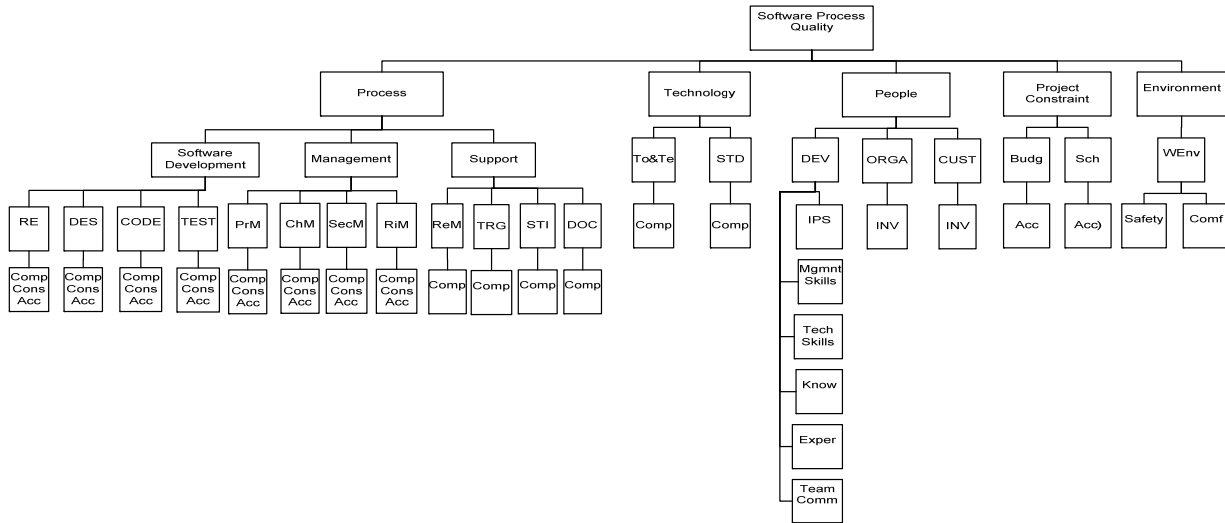 Software Process
Quality
Process
Technology
People
Project
Constraint
Environment
Software
Development
Management
Support
To&Te
STD
DEV
ORGA
CUST
Budg
Sch
WEnv
RE
DES
CODE
TEST
PrM
ChM
SecM
RiM
ReM
TRG
STI
DOC
Comp
Comp
IPS
INV
INV
Acc
Acc)
Safety
Comf
Comp
Cons
Acc
Comp
Cons
Acc
Comp
Cons
Acc
Comp
Cons
Acc
Comp
Cons
Acc
Comp
Cons
Acc
Comp
Cons
Acc
Comp
Cons
Acc
Comp
Comp
Comp
Comp
Mgmnt
Skills
Tech
Skills
Know
Exper
Team
Comm